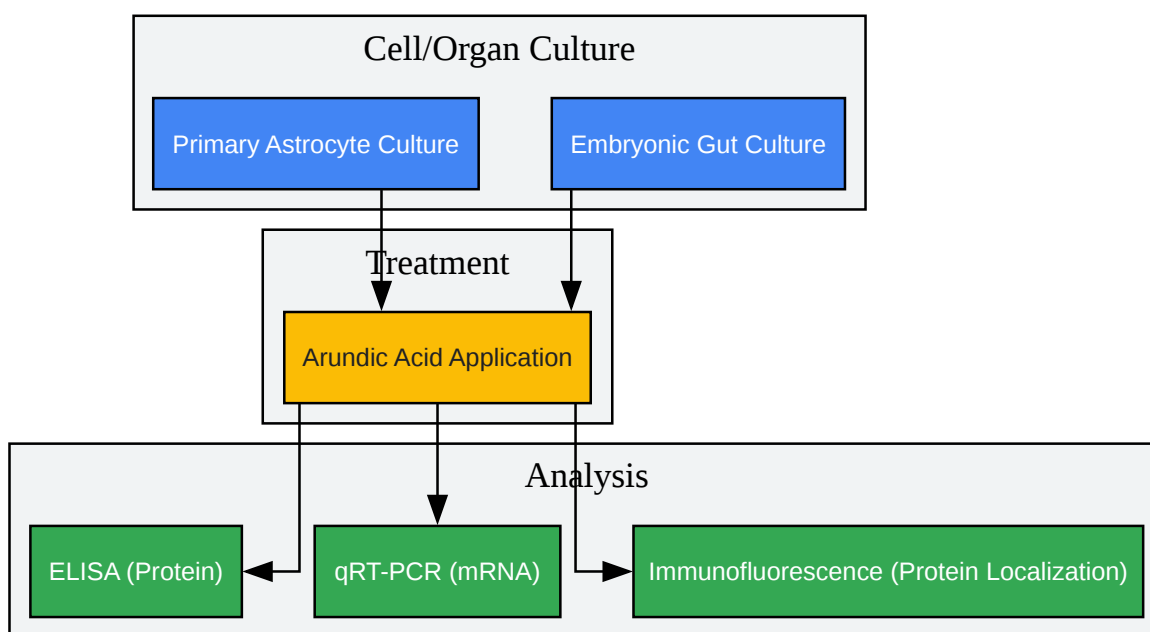 Cell/Organ Culture
Primary Astrocyte Culture
Embryonic Gut Culture
Treatment
Arundic Acid Application
Analysis
ELISA (Protein)
qRT-PCR (mRNA)
Immunofluorescence (Protein Localization)